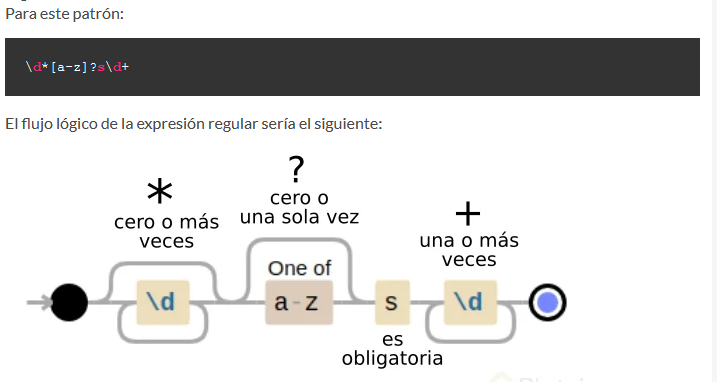 Para este patrón:
\d*[a-z]?s\d+
El flujo lógico de la expresión regular sería el siguiente:
*
cero o más
veces
?
cero o
una sola vez
+
una o más
veces
One of
\d
a-z
s
\d
es
obligatoria